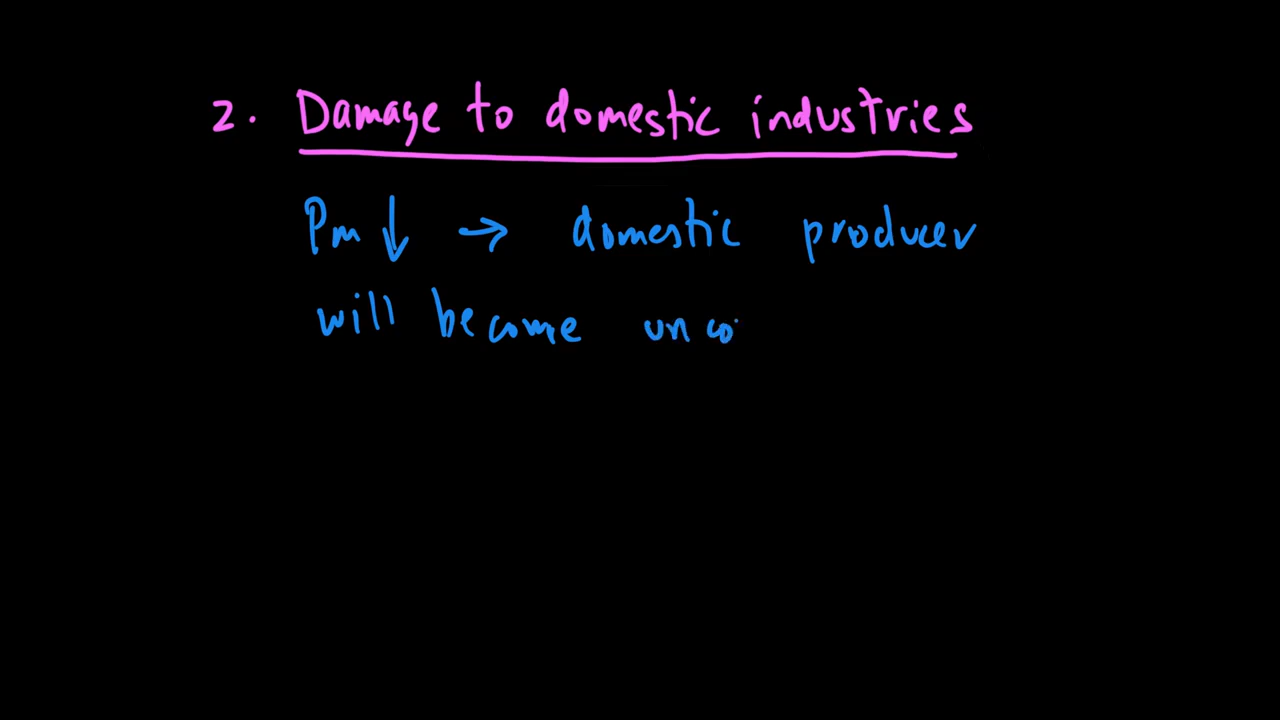 2. Damage to domestic industries
Pm ↓ → domestic producer
will become unco